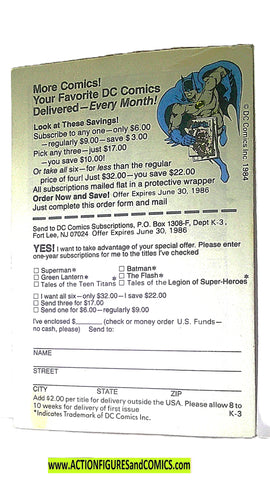 More Comics!
Your Favorite DC Comics
Delivered—Every Month!
Look at These Savings!
Subscribe to any one—only $6.00
—regularly $9.00—save $3.00
Pick any three—just $17.00
—you save $10.00!
Or take all six—for less than the regular
price of four! Just $32.00—you save $22.00
All subscriptions mailed flat in a protective wrapper
Order Now and Save! Offer Expires June 30, 1986
Just complete this order form and mail
© DC Comics Inc. 1984
Send to DC Comics Subscriptions, P.O. Box 1308-F, Dept K-3,
Fort Lee, NJ 07024 Offer Expires June 30, 1986
YES! I want to take advantage of your special offer. Please enter
one-year subscriptions for me to the titles I've checked
□ Superman* □ Batman*
□ Green Lantern* □ The Flash*
□ Tales of the Teen Titans □ Tales of the Legion of Super-Heroes*
□ I want all six—only $32.00—I save $22.00
□ Send three for $17.00
□ Send one for $6.00—regularly $9.00
I've enclosed $______ (check or money order U.S. Funds—
no cash, please) Send to:
NAME
STREET
CITY STATE ZIP
Add $2.00 per title for delivery outside the USA. Please allow 8 to
10 weeks for delivery of first issue K-3
*Indicates Trademark of DC Comics Inc.
www.ACTIONFIGURESandCOMICS.com